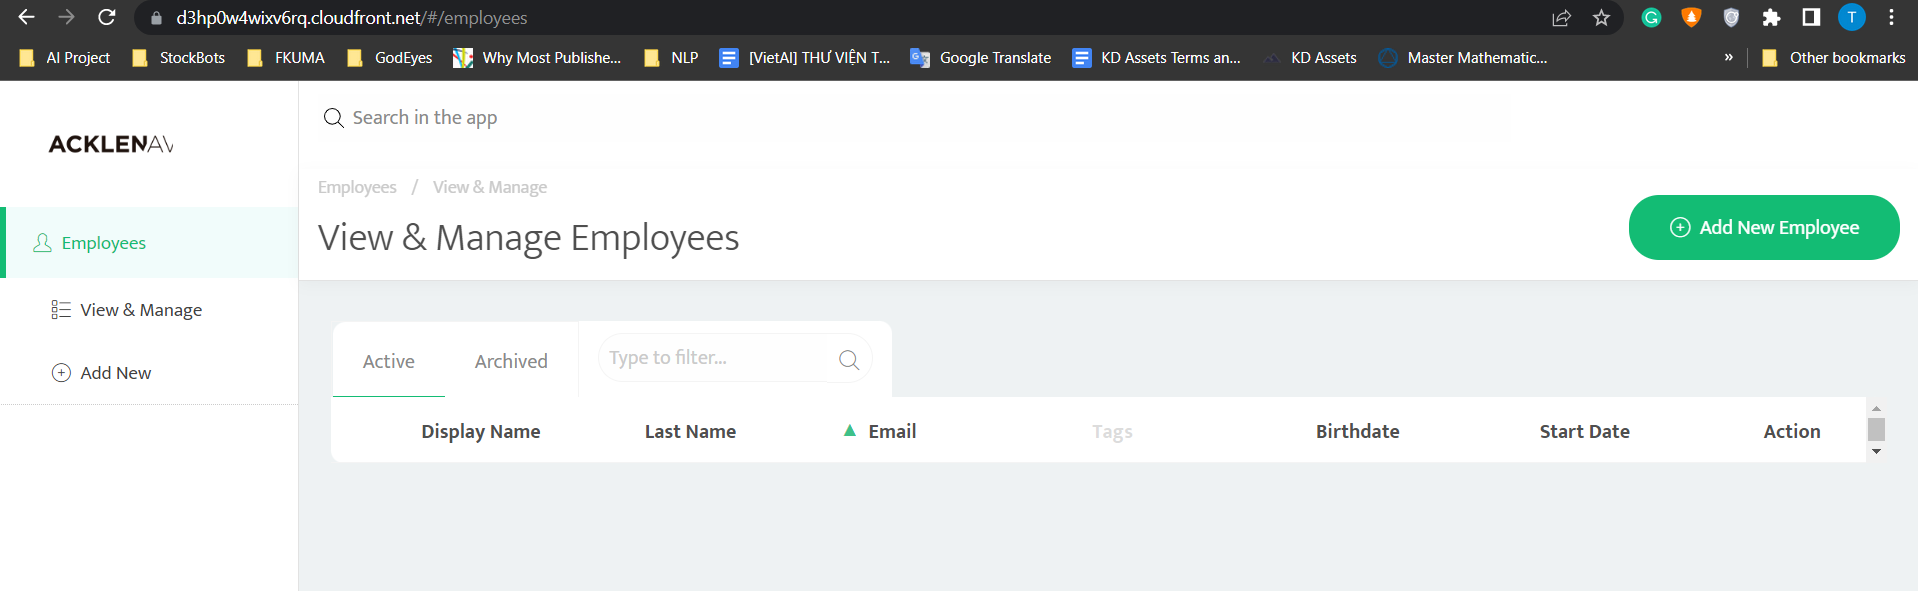 d3hp0w4wixv6rq.cloudfront.net/#/employees
T
AI Project StockBots FKUMA GodEyes Why Most Publishe... NLP [VietAI] THƯ VIỆN T... Google Translate KD Assets Terms an... KD Assets Master Mathematic... » Other bookmarks
ACKLENAV
Search in the app
Employees / View & Manage
View & Manage Employees
Add New Employee
Employees
View & Manage
Add New
Active Archived Type to filter...
Display Name Last Name Email Tags Birthdate Start Date Action